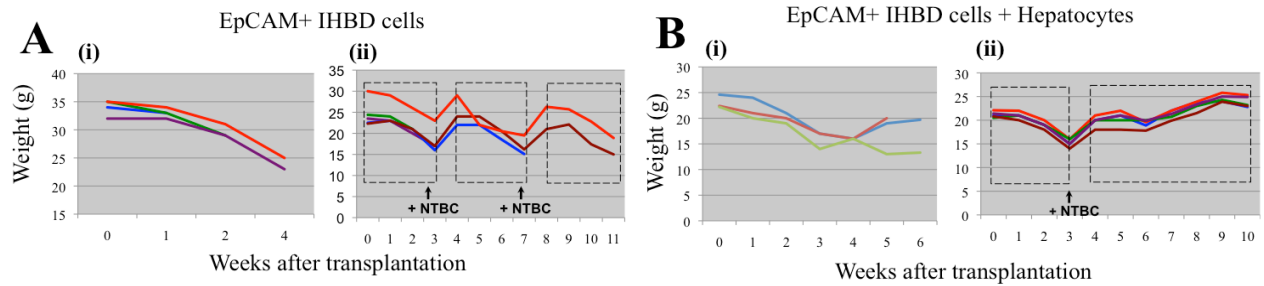 EpCAM+ IHBD cells
A
(i)
(ii)
Weight (g)
40
35
30
25
20
15
0 1 2 4
35
30
25
20
15
10
5
0
0 1 2 3 4 5 6 7 8 9 10 11
+ NTBC + NTBC
Weeks after transplantation
EpCAM+ IHBD cells + Hepatocytes
B
(i)
(ii)
Weight (g)
30
25
20
15
10
5
0
0 1 2 3 4 5 6
30
25
20
15
10
5
0
0 1 2 3 4 5 6 7 8 9 10
+ NTBC
Weeks after transplantation